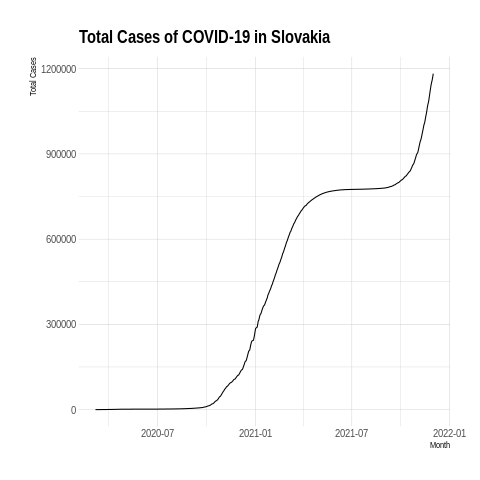 Total Cases of COVID-19 in Slovakia
Total Cases
1200000
900000
600000
300000
0
2020-07 2021-01 2021-07 2022-01
Month